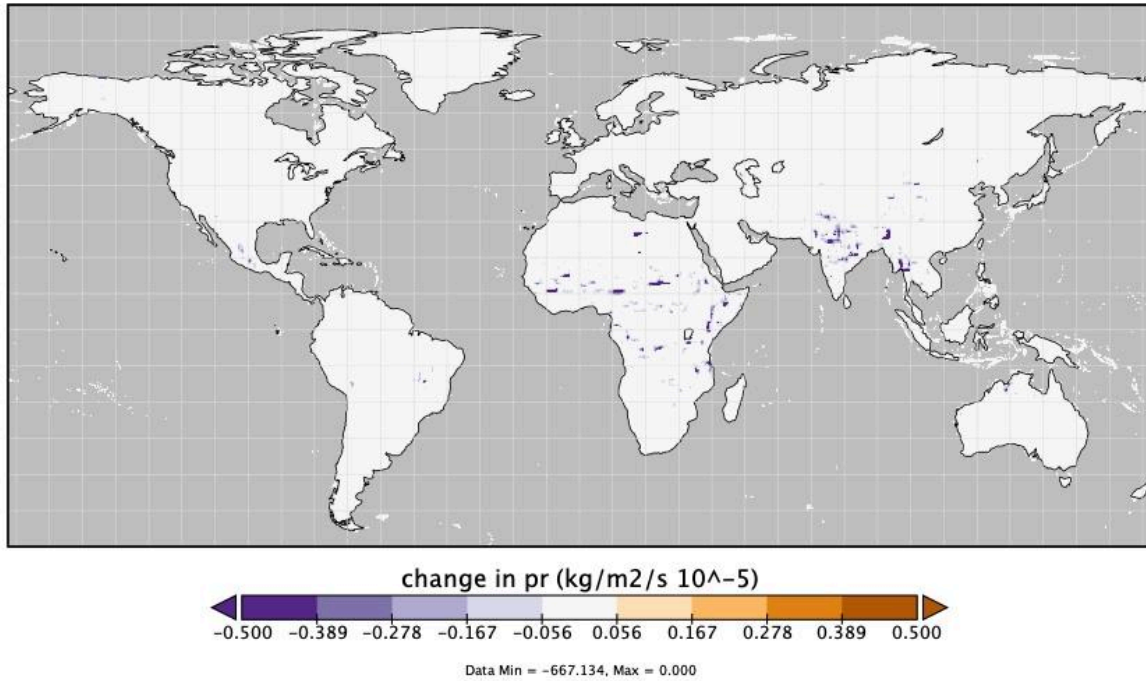 change in pr (kg/m2/s 10^-5)
-0.500 -0.389 -0.278 -0.167 -0.056 0.056 0.167 0.278 0.389 0.500
Data Min = -667.134, Max = 0.000